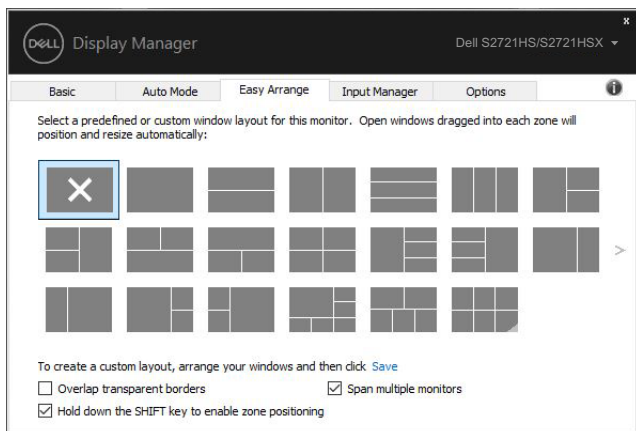 x
DELL Display Manager Dell S2721HS/S2721HSX
Basic Auto Mode Easy Arrange Input Manager Options i
Select a predefined or custom window layout for this monitor. Open windows dragged into each zone will
position and resize automatically:
>
To create a custom layout, arrange your windows and then click Save
Overlap transparent borders Span multiple monitors
Hold down the SHIFT key to enable zone positioning